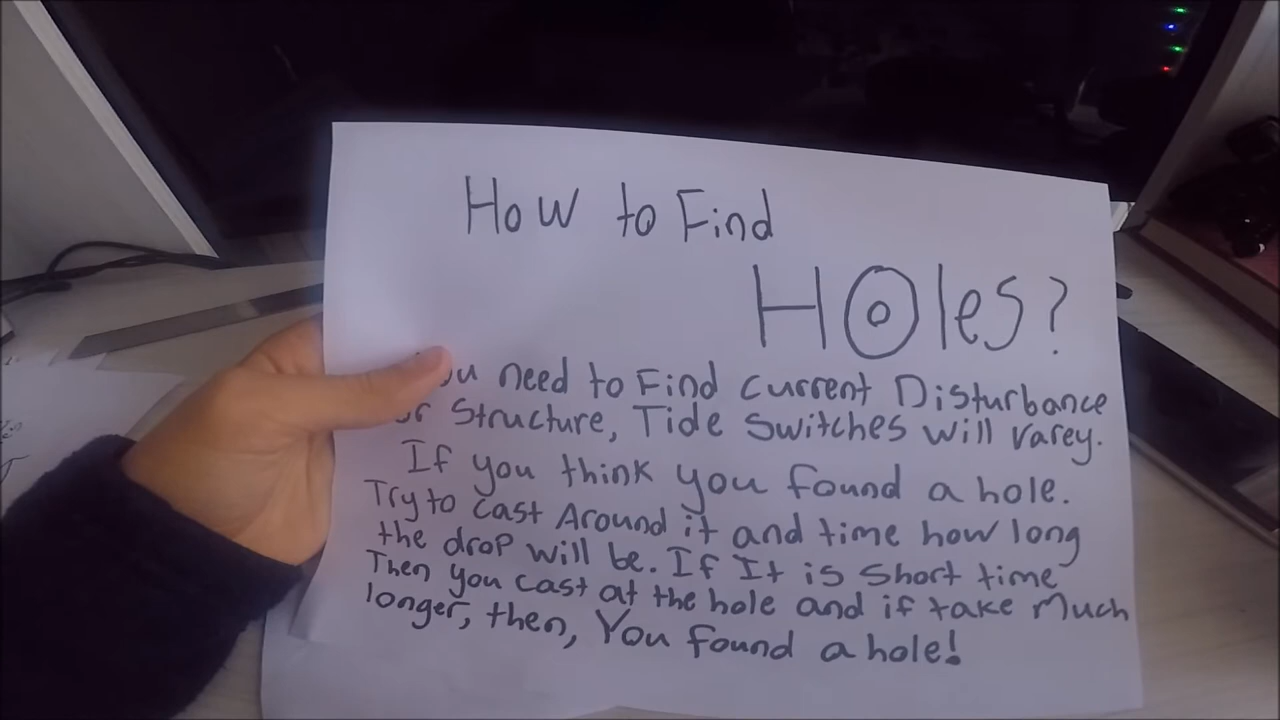 How to Find
Holes?
need to Find Current Disturbance
Structure, Tide Switches will varey.
If you think you found a hole.
Try to Cast Around it and time how long
the drop will be. If It is Short time
Then you cast at the hole and if take Much
longer, then, You found a hole!